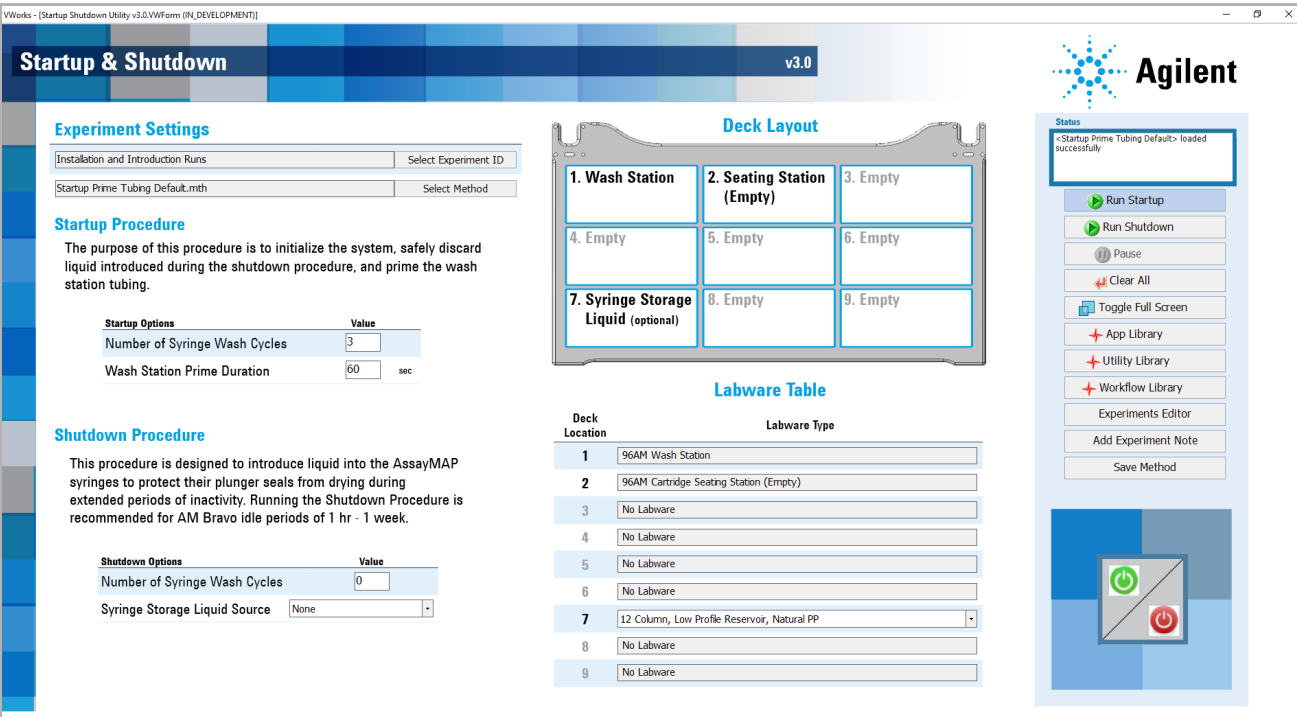 VWorks - [Startup Shutdown Utility v3.0.VWForm (IN_DEVELOPMENT)]
Startup & Shutdown
v3.0
Agilent
Experiment Settings
Installation and Introduction Runs
Select Experiment ID
Startup Prime Tubing Default.mth
Select Method
Startup Procedure
The purpose of this procedure is to initialize the system, safely discard
liquid introduced during the shutdown procedure, and prime the wash
station tubing.
Startup Options Value
Number of Syringe Wash Cycles 3
Wash Station Prime Duration 60 sec
Shutdown Procedure
This procedure is designed to introduce liquid into the AssayMAP
syringes to protect their plunger seals from drying during
extended periods of inactivity. Running the Shutdown Procedure is
recommended for AM Bravo idle periods of 1 hr - 1 week.
Shutdown Options Value
Number of Syringe Wash Cycles 0
Syringe Storage Liquid Source None
Deck Layout
1. Wash Station
2. Seating Station
(Empty)
3. Empty
4. Empty
5. Empty
6. Empty
7. Syringe Storage
Liquid (optional)
8. Empty
9. Empty
Labware Table
Deck
Location
Labware Type
1 96AM Wash Station
2 96AM Cartridge Seating Station (Empty)
3 No Labware
4 No Labware
5 No Labware
6 No Labware
7 12 Column, Low Profile Reservoir, Natural PP
8 No Labware
9 No Labware
Status
<Startup Prime Tubing Default> loaded
successfully
Run Startup
Run Shutdown
Pause
Clear All
Toggle Full Screen
App Library
Utility Library
Workflow Library
Experiments Editor
Add Experiment Note
Save Method